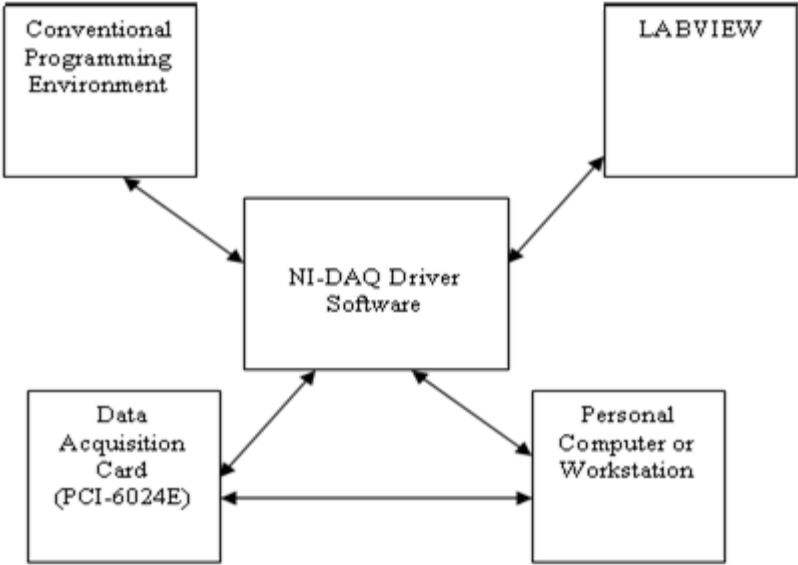 Conventional
Programming
Environment
LABVIEW
NI-DAQ Driver
Software
Data
Acquisition
Card
(PCI-6024E)
Personal
Computer or
Workstation